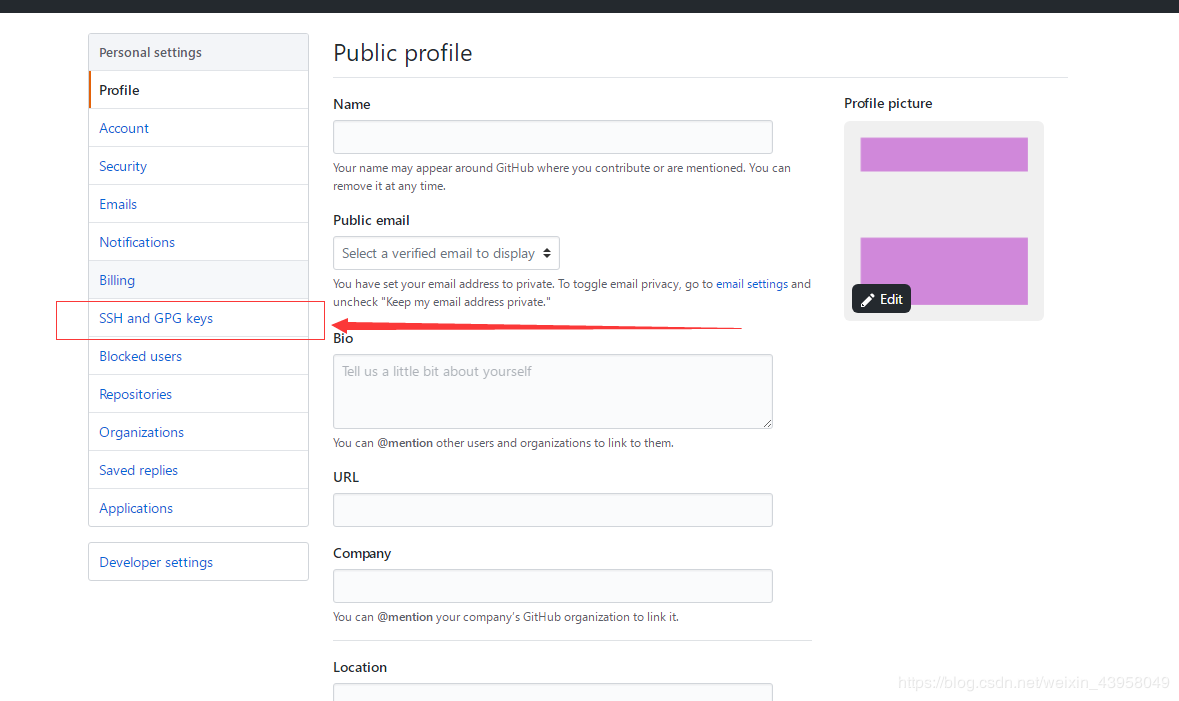 Personal settings
Profile
Account
Security
Emails
Notifications
Billing
SSH and GPG keys
Blocked users
Repositories
Organizations
Saved replies
Applications
Developer settings
Public profile
Name
Your name may appear around GitHub where you contribute or are mentioned. You can
remove it at any time.
Public email
Select a verified email to display
You have set your email address to private. To toggle email privacy, go to email settings and
uncheck "Keep my email address private."
Bio
Tell us a little bit about yourself
You can @mention other users and organizations to link to them.
URL
Company
You can @mention your company's GitHub organization to link it.
Location
Profile picture
Edit
https://blog.csdn.net/weixin_43958049